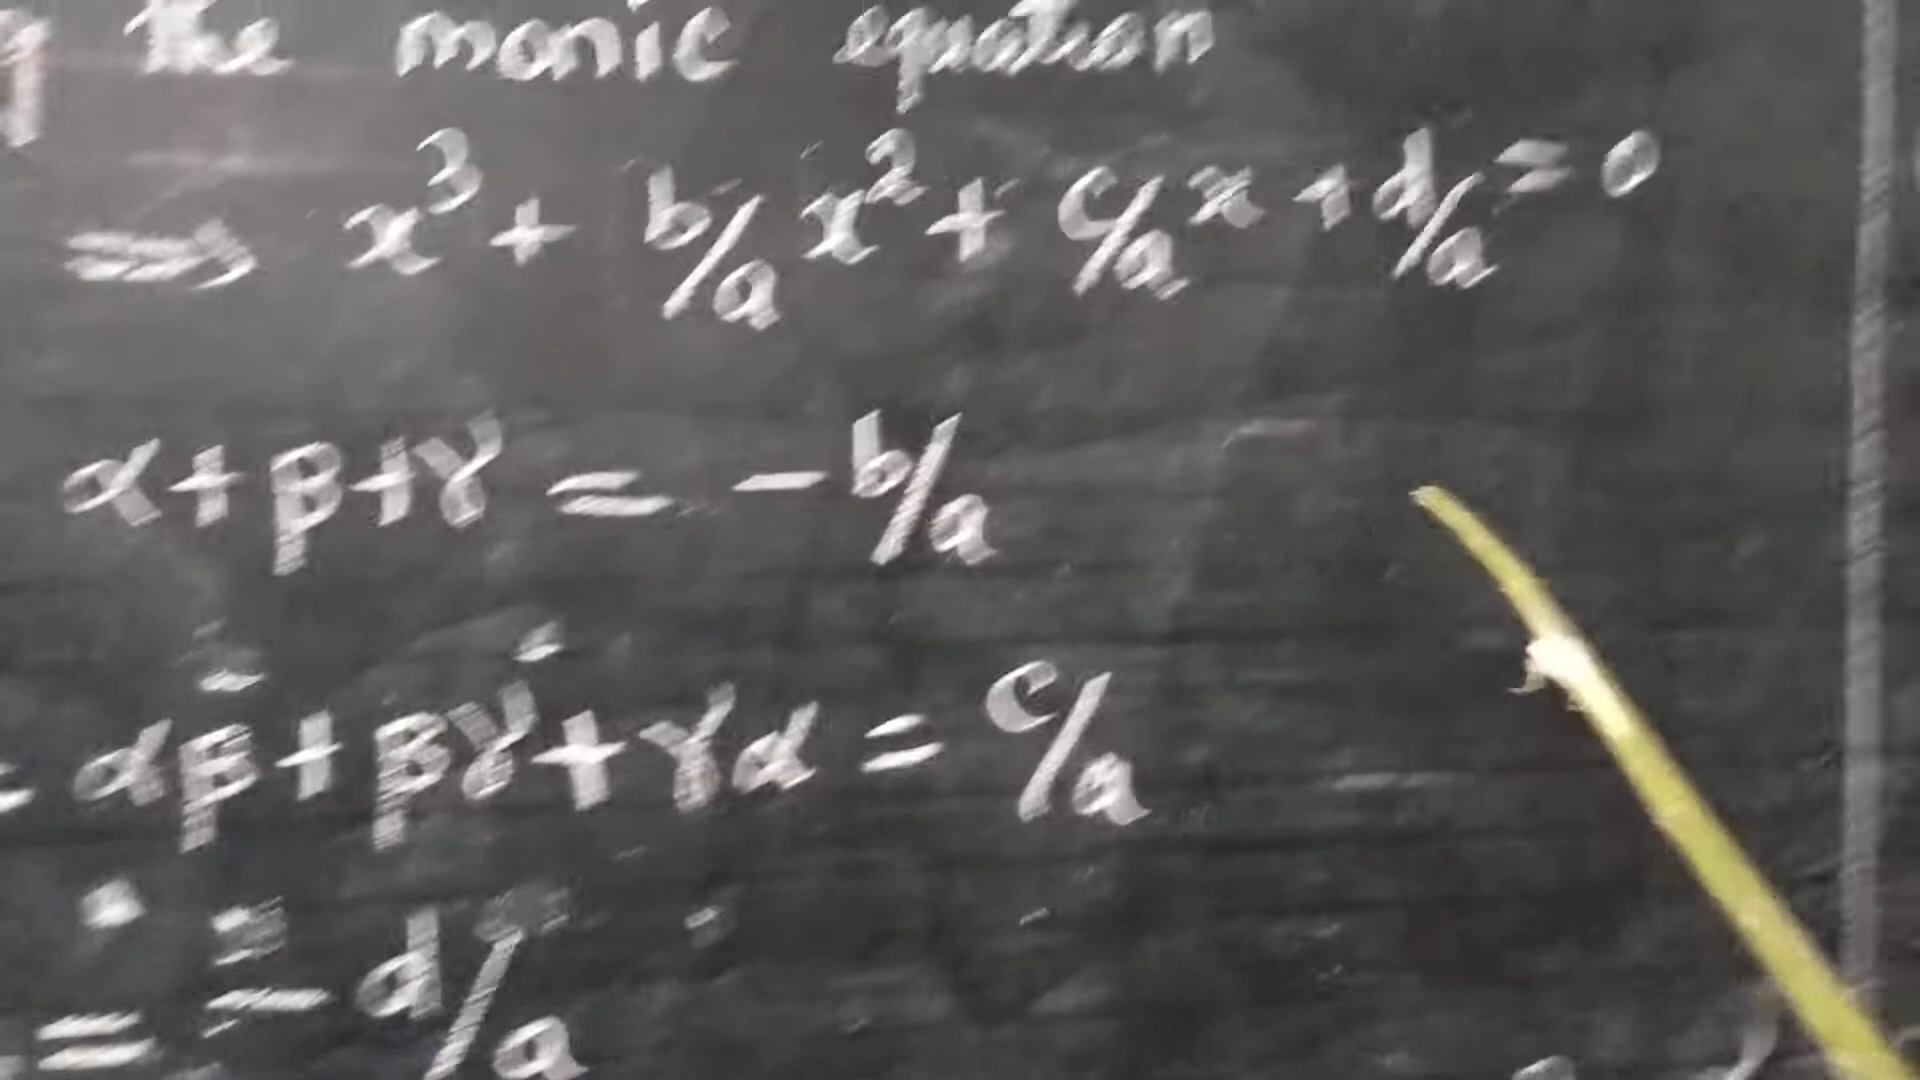 the monic equation
⇒ x³ + b/a x² + c/a x + d/a = 0
α+β+γ = - b/a
= αβ + βγ + γα = c/a
= - d/a